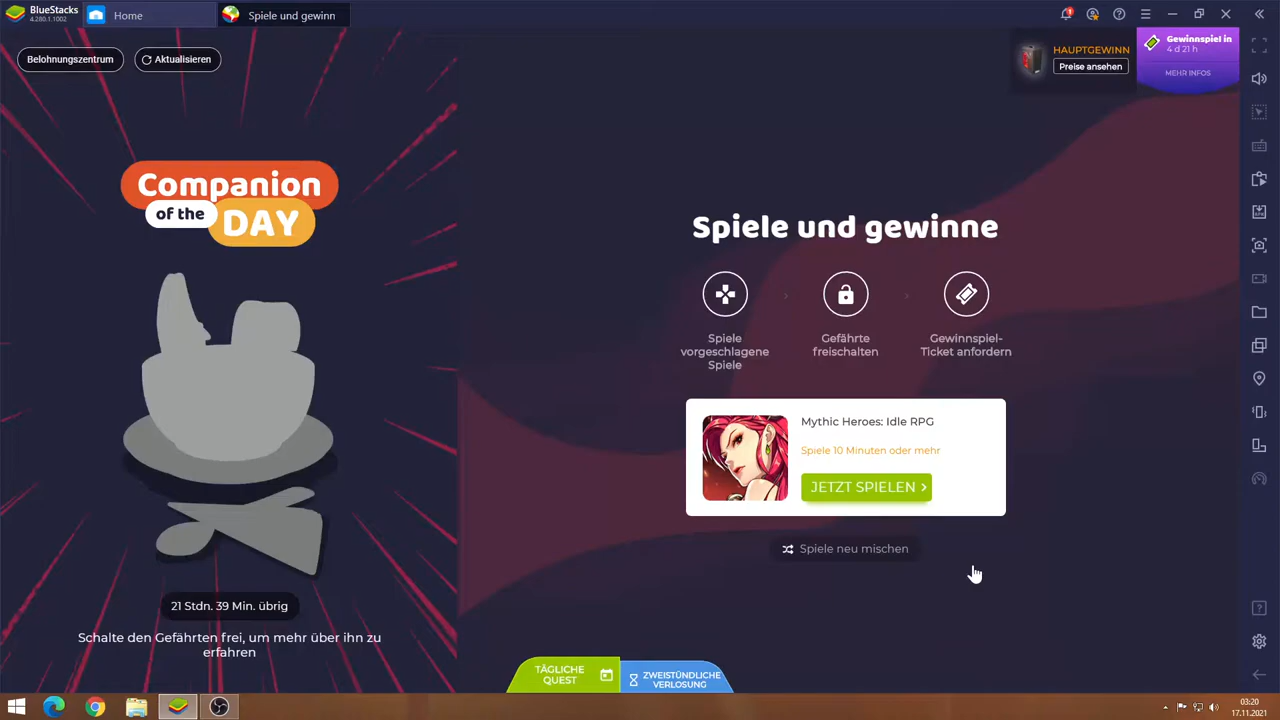 BlueStacks
4.280.1.1002
Home
Spiele und gewinn
Belohnungszentrum
Aktualisieren
HAUPTGEWINN
Preise ansehen
Gewinnspiel in
4 d 21 h
MEHR INFOS
Companion
of the
DAY
21 Stdn. 39 Min. übrig
Schalte den Gefährten frei, um mehr über ihn zu
erfahren
Spiele und gewinne
Spiele
vorgeschlagene
Spiele
Gefährte
freischalten
Gewinnspiel-
Ticket anfordern
Mythic Heroes: Idle RPG
Spiele 10 Minuten oder mehr
JETZT SPIELEN
Spiele neu mischen
TÄGLICHE
QUEST
ZWEISTÜNDLICHE
VERLOSUNG
03:20
17.11.2021